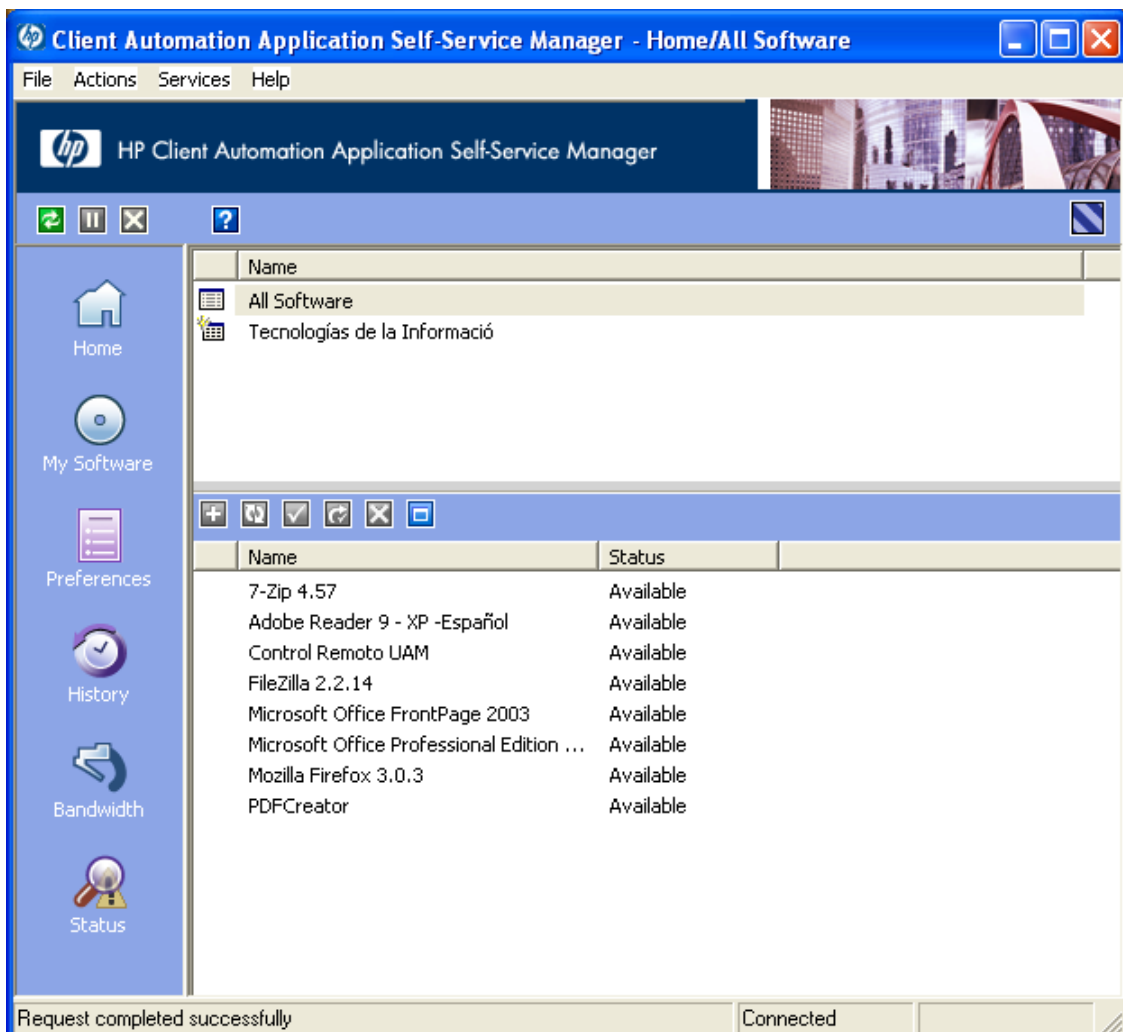 Client Automation Application Self-Service Manager - Home/All Software
File Actions Services Help
hp HP Client Automation Application Self-Service Manager
?
Name
All Software
Tecnologías de la Informació
Home
My Software
Preferences
History
Bandwidth
Status
Name Status
7-Zip 4.57 Available
Adobe Reader 9 - XP -Español Available
Control Remoto UAM Available
FileZilla 2.2.14 Available
Microsoft Office FrontPage 2003 Available
Microsoft Office Professional Edition ... Available
Mozilla Firefox 3.0.3 Available
PDFCreator Available
Request completed successfully Connected